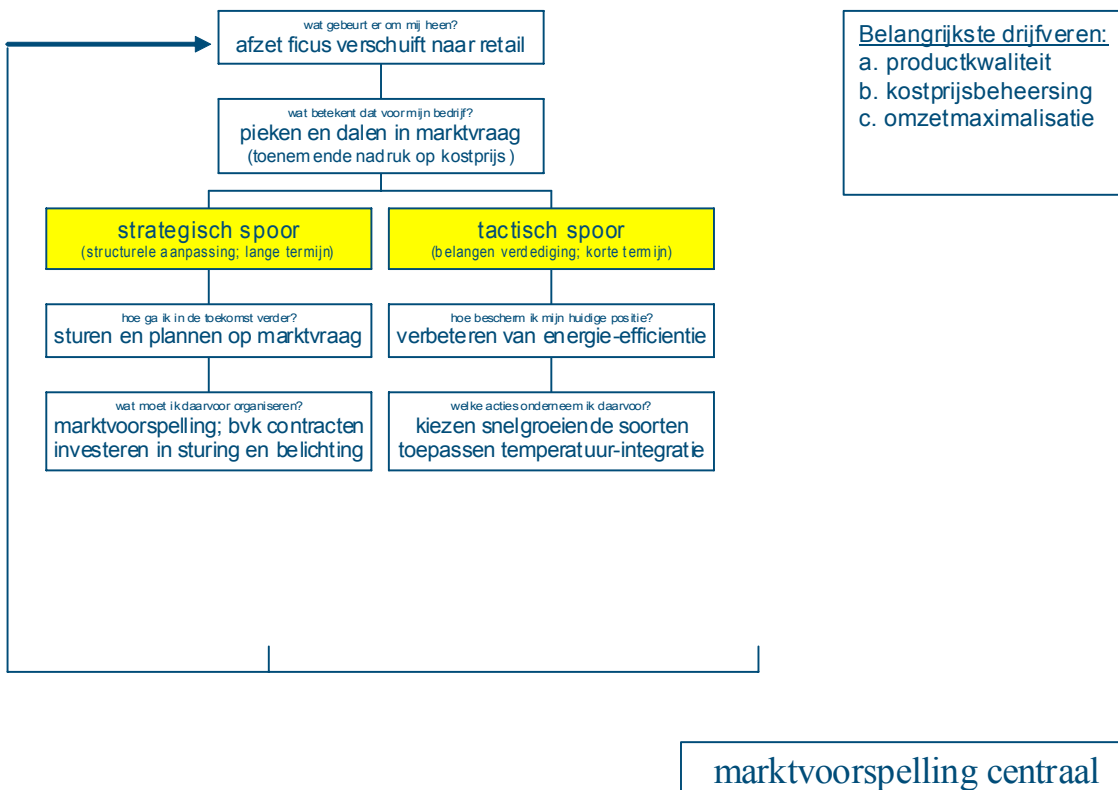 wat gebeurt er om mij heen?
afzet ficus verschuift naar retail
Belangrijkste drijfveren:
a. productkwaliteit
b. kostprijsbeheersing
c. omzetmaximalisatie
wat betekent dat voor mijn bedrijf?
pieken en dalen in marktvraag
(toenemende nadruk op kostprijs)
strategisch spoor
(structurele aanpassing; lange termijn)
tactisch spoor
(belangen verdediging; korte termijn)
hoe ga ik in de toekomst verder?
sturen en plannen op marktvraag
hoe bescherm ik mijn huidige positie?
verbeteren van energie-efficientie
wat moet ik daarvoor organiseren?
marktvoorspelling; bvk contracten
investeren in sturing en belichting
welke acties onderneem ik daarvoor?
kiezen snelgroeiende soorten
toepassen temperatuur-integratie
marktvoorspelling centraal